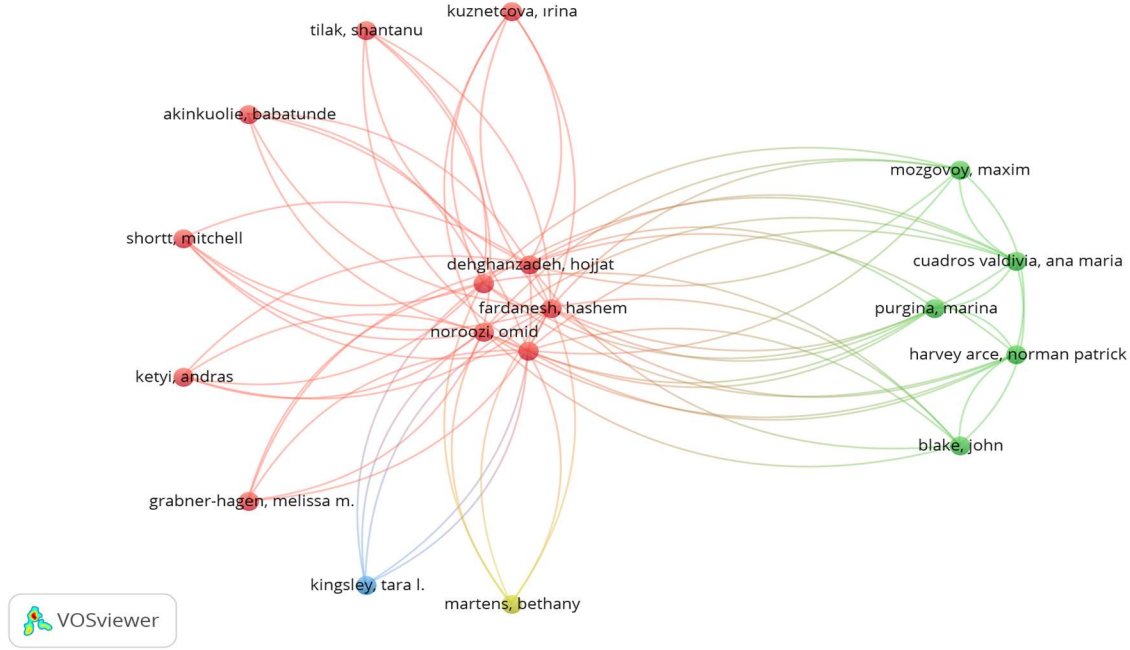 kuznetcova, irina
tilak, shantanu
akinkuolie, babatunde
mozgovoy, maxim
shortt, mitchell
cuadros valdivia, ana maria
dehghanzadeh, hojjat
fardanesh, hashem
purgina, marina
noroozi, omid
harvey arce, norman patrick
ketyi, andras
blake, john
grabner-hagen, melissa m.
kingsley, tara l.
martens, bethany
VOSviewer